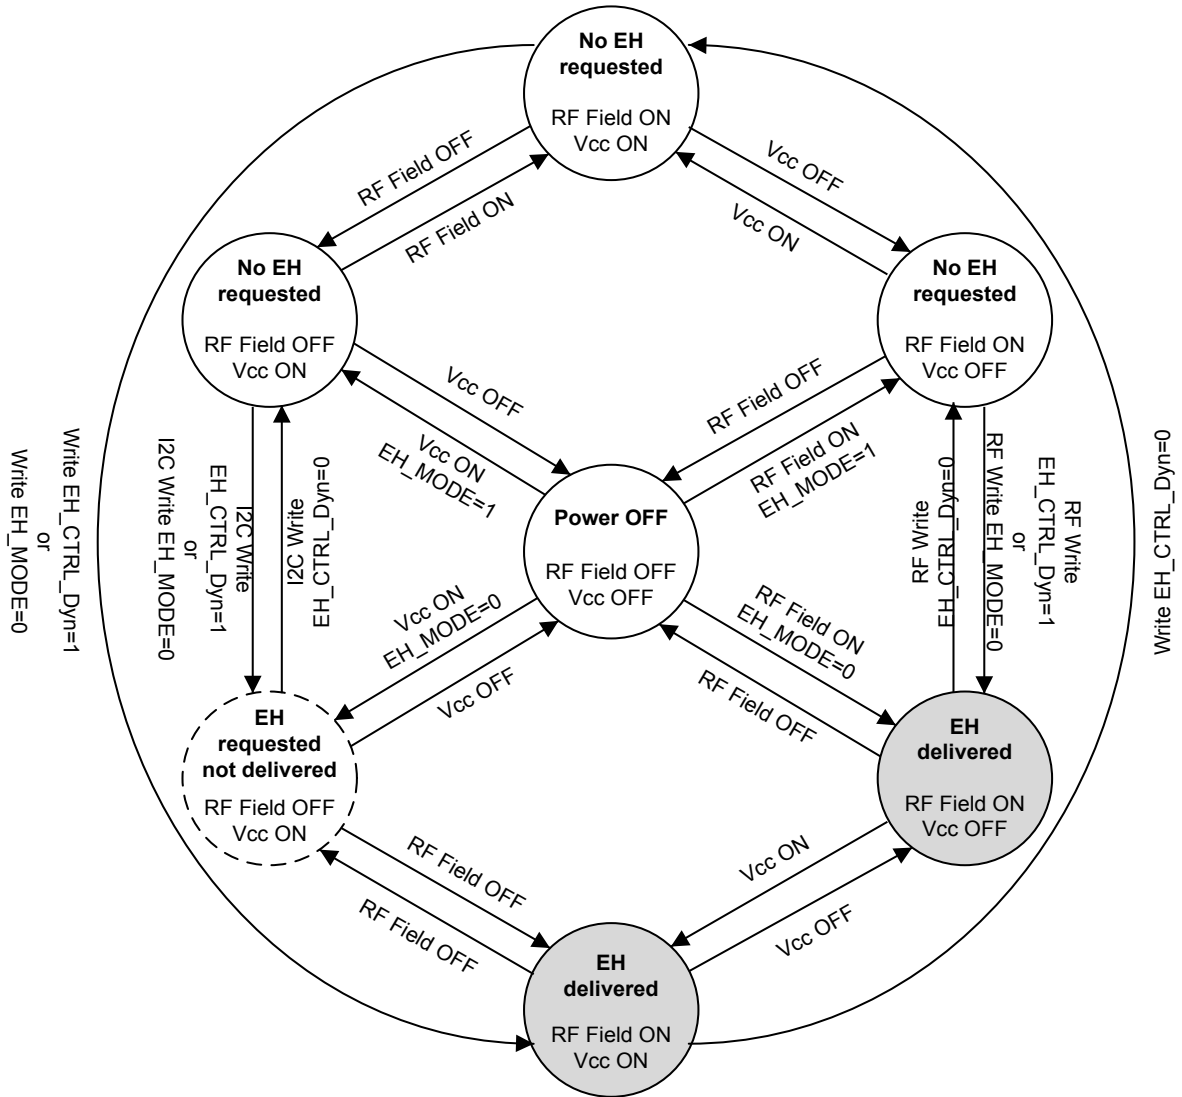 No EH
requested
RF Field ON
Vcc ON
RF Field OFF
RF Field ON
Vcc OFF
Vcc ON
No EH
requested
RF Field OFF
Vcc ON
No EH
requested
RF Field ON
Vcc OFF
Vcc OFF
Vcc ON
EH_MODE=1
RF Field OFF
RF Field ON
EH_MODE=1
Write EH_CTRL_Dyn=1
or
Write EH_MODE=0
I2C Write
EH_CTRL_Dyn=1
or
I2C Write EH_MODE=0
I2C Write
EH_CTRL_Dyn=0
Power OFF
RF Field OFF
Vcc OFF
RF Write
EH_CTRL_Dyn=0
RF Write
EH_CTRL_Dyn=1
or
RF Write EH_MODE=0
Write EH_CTRL_Dyn=0
Vcc ON
EH_MODE=0
Vcc OFF
RF Field ON
EH_MODE=0
RF Field OFF
EH
requested
not delivered
RF Field OFF
Vcc ON
EH
delivered
RF Field ON
Vcc OFF
RF Field OFF
RF Field OFF
Vcc ON
Vcc OFF
EH
delivered
RF Field ON
Vcc ON